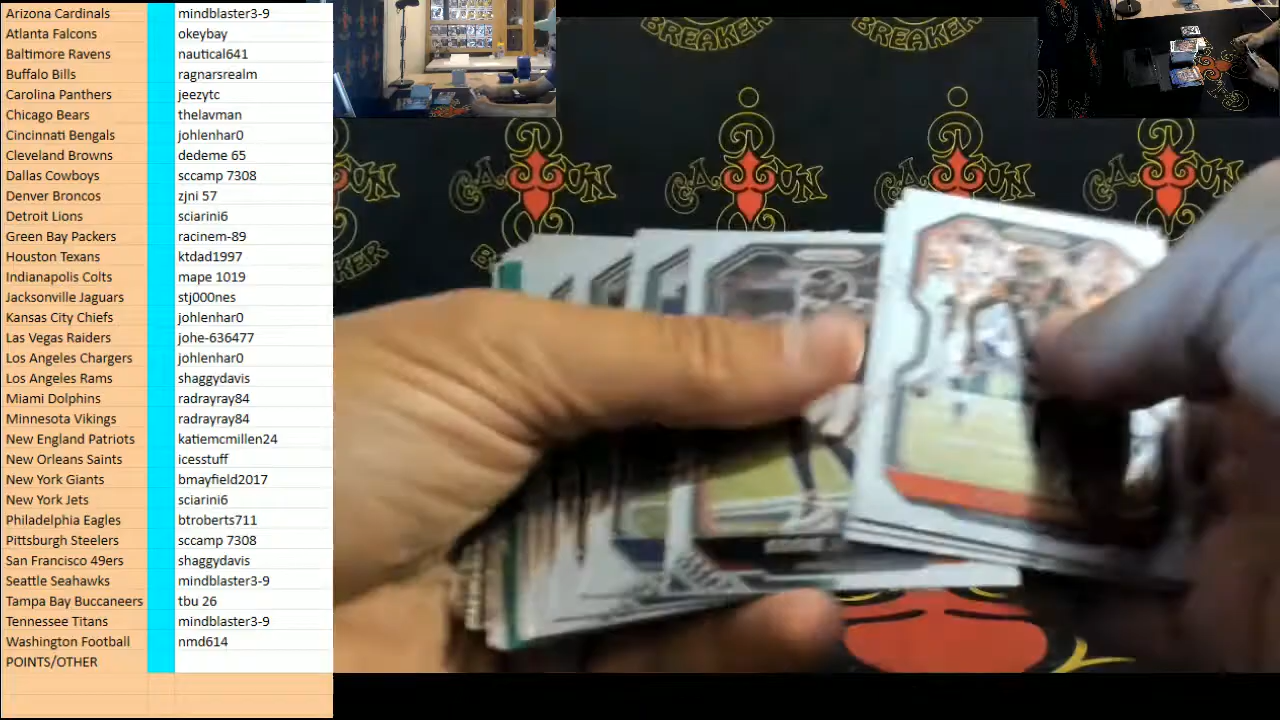 Arizona Cardinals mindblaster3-9
Atlanta Falcons okeybay
Baltimore Ravens nautical641
Buffalo Bills ragnarsrealm
Carolina Panthers jeezytc
Chicago Bears thelavman
Cincinnati Bengals johlenhar0
Cleveland Browns dedeme 65
Dallas Cowboys sccamp 7308
Denver Broncos zjni 57
Detroit Lions sciarini6
Green Bay Packers racinem-89
Houston Texans ktdad1997
Indianapolis Colts mape 1019
Jacksonville Jaguars stj000nes
Kansas City Chiefs johlenhar0
Las Vegas Raiders johe-636477
Los Angeles Chargers johlenhar0
Los Angeles Rams shaggydavis
Miami Dolphins radrayray84
Minnesota Vikings radrayray84
New England Patriots katiemcmillen24
New Orleans Saints icesstuff
New York Giants bmayfield2017
New York Jets sciarini6
Philadelphia Eagles btroberts711
Pittsburgh Steelers sccamp 7308
San Francisco 49ers shaggydavis
Seattle Seahawks mindblaster3-9
Tampa Bay Buccaneers tbu 26
Tennessee Titans mindblaster3-9
Washington Football nmd614
POINTS/OTHER
BREAKER
BREAKER
CAJUN
CAJUN
CAJUN